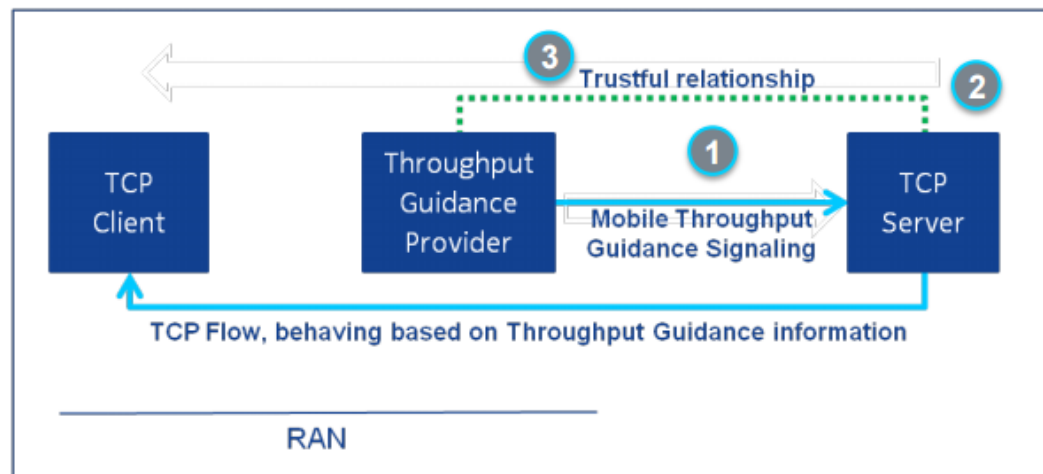 3
Trustful relationship
2
1
TCP
Client
Throughput
Guidance
Provider
TCP
Server
Mobile Throughput
Guidance Signaling
TCP Flow, behaving based on Throughput Guidance information
RAN